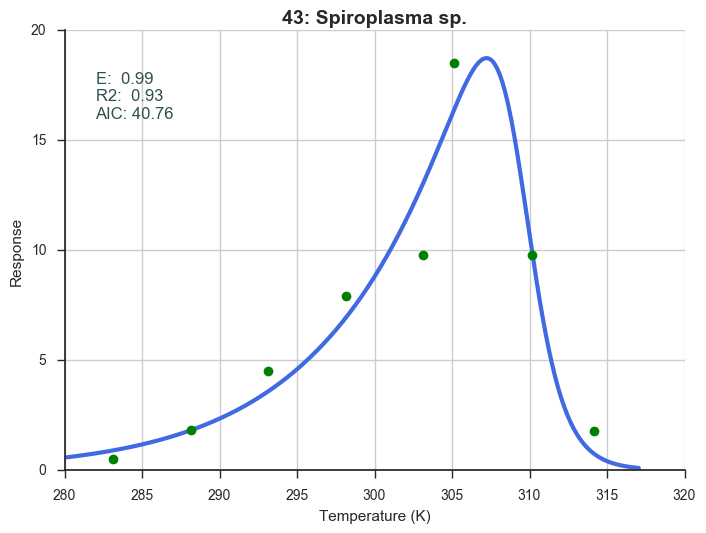 43: Spiroplasma sp.
20
E: 0.99
R2: 0.93
AIC: 40.76
15
Response
10
5
0
280 285 290 295 300 305 310 315 320
Temperature (K)